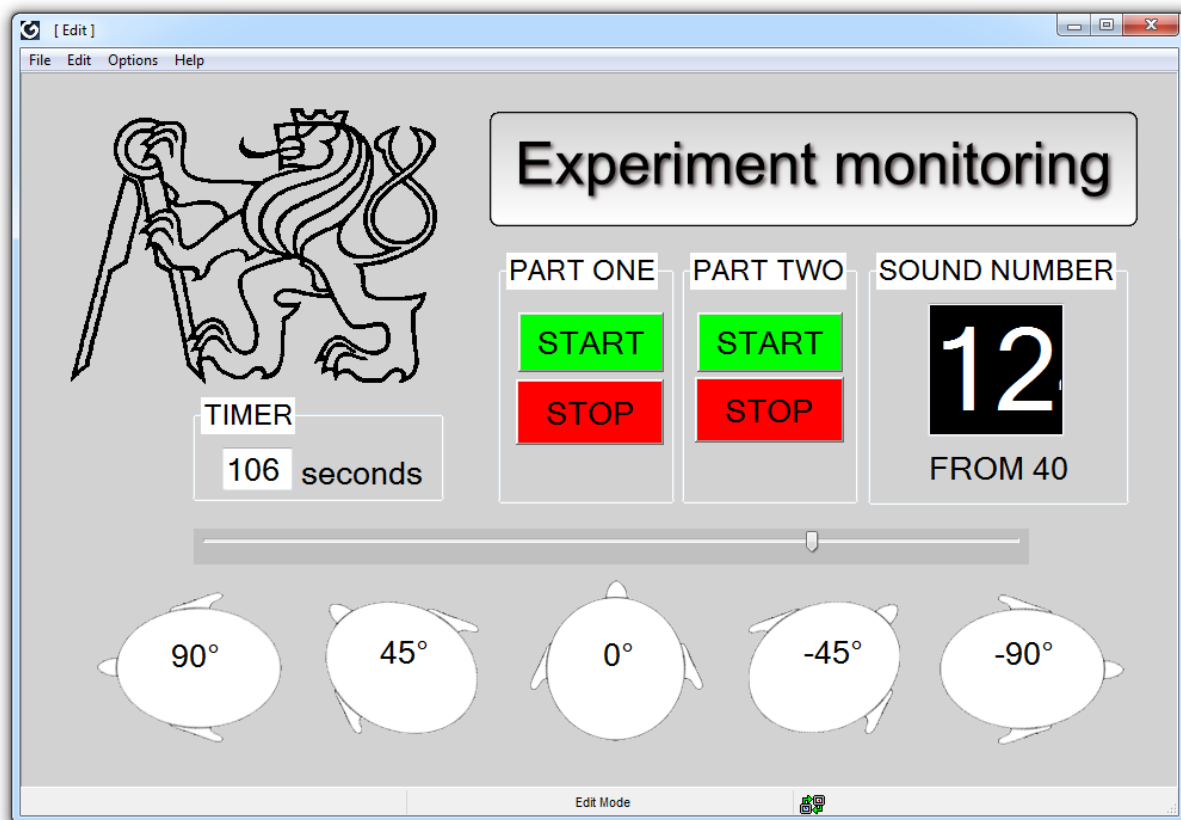 [ Edit ]
File Edit Options Help
Experiment monitoring
PART ONE
START
STOP
PART TWO
START
STOP
SOUND NUMBER
12
FROM 40
TIMER
106 seconds
90° 45° 0° -45° -90°
Edit Mode